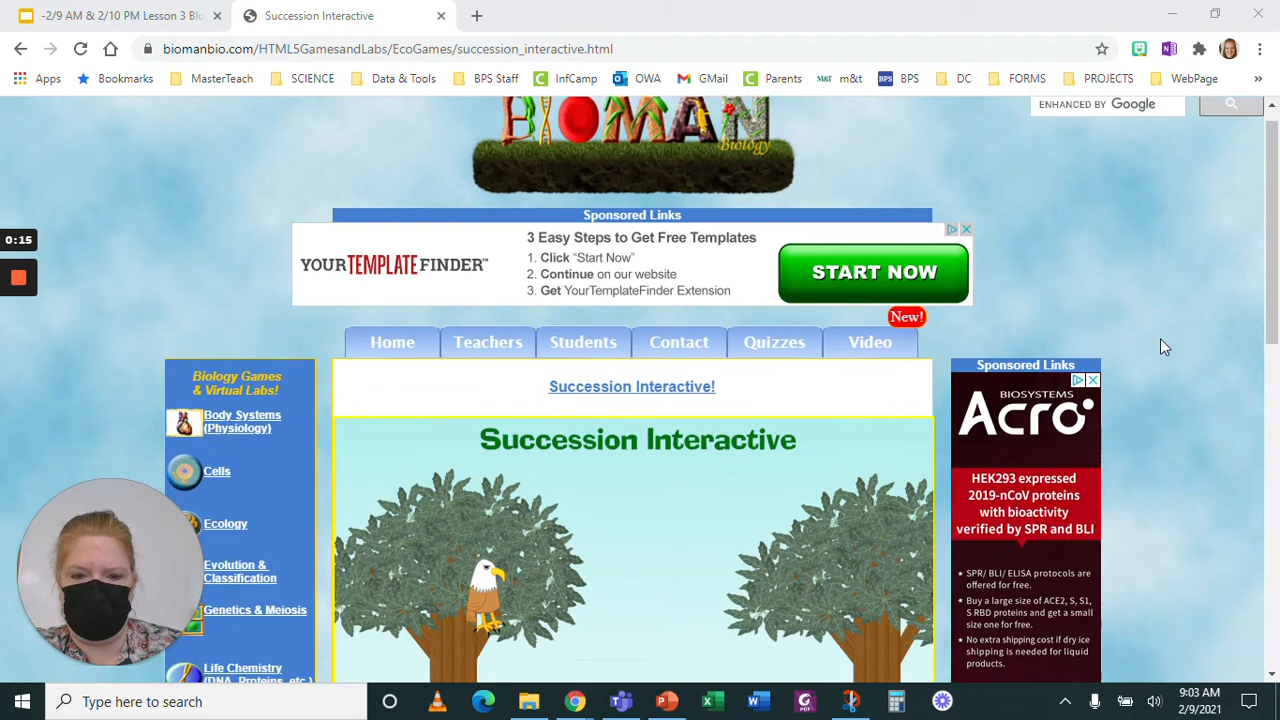 -2/9 AM & 2/10 PM Lesson 3 Bio
Succession Interactive
biomanbio.com/HTML5GamesandLabs/EcoGames/succession_interactive.html
Apps Bookmarks MasterTeach SCIENCE Data & Tools BPS Staff InfCamp OWA GMail Parents m&t BPS DC FORMS PROJECTS WebPage »
BIOMAN
Biology
ENHANCED BY Google
Sponsored Links
YOURTEMPLATEFINDER™
3 Easy Steps to Get Free Templates
1. Click "Start Now"
2. Continue on our website
3. Get YourTemplateFinder Extension
START NOW
New!
Home Teachers Students Contact Quizzes Video
0:15
Biology Games
& Virtual Labs!
Body Systems
(Physiology)
Cells
Ecology
Evolution &
Classification
Genetics & Meiosis
Life Chemistry
(DNA, Proteins, etc.)
Succession Interactive!
Succession Interactive
Sponsored Links
BIOSYSTEMS
Acro
HEK293 expressed
2019-nCoV proteins
with bioactivity
verified by SPR and BLI
★ SPR/ BLI/ ELISA protocols are
offered for free.
★ Buy a large size of ACE2, S, S1,
S RBD proteins and get a small
size one for free.
★ No extra shipping cost if dry ice
shipping is needed for liquid
products.
Type here to search
9:03 AM
2/9/2021